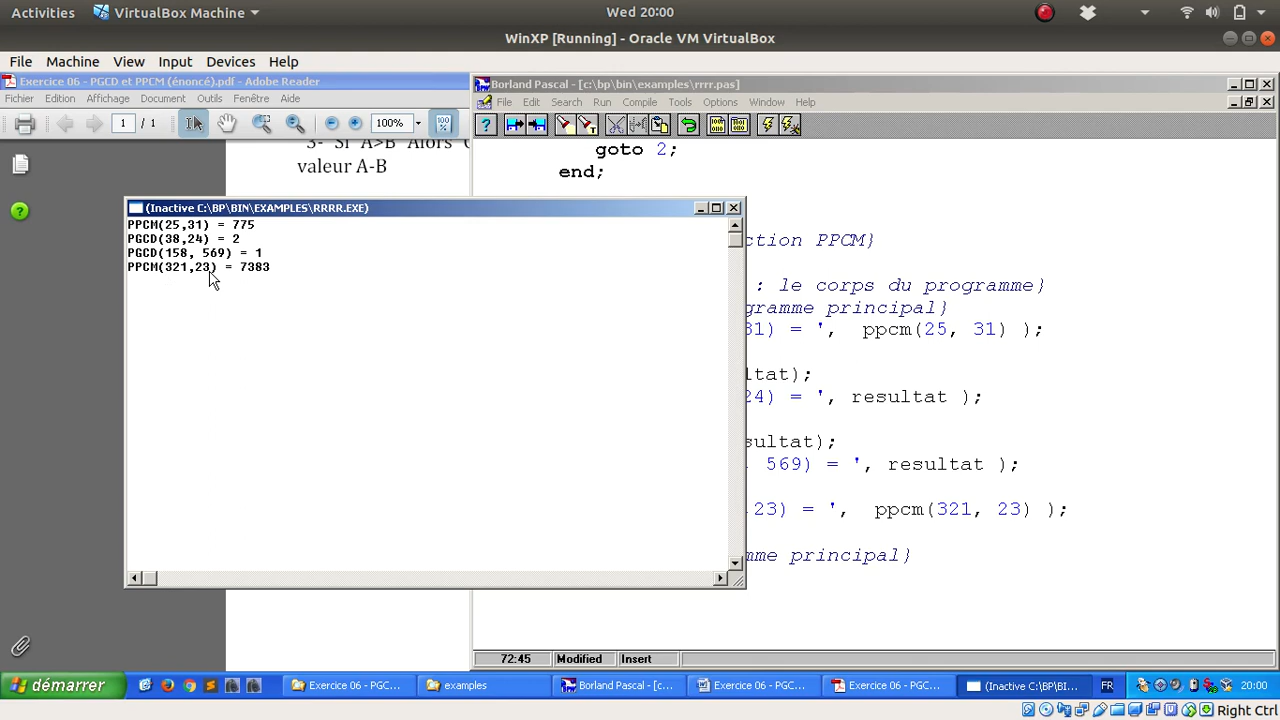 Activities VirtualBox Machine Wed 20:00
WinXP [Running] - Oracle VM VirtualBox
File Machine View Input Devices Help
Exercice 06 - PGCD et PPCM (énoncé).pdf - Adobe Reader
Fichier Edition Affichage Document Outils Fenêtre Aide
1 / 1 100%
3- Si A>B Alors
valeur A-B
Borland Pascal - [c:\bp\bin\examples\rrr.pas]
File Edit Search Run Compile Tools Options Window Help
goto 2;
end;
(Inactive C:\BP\BIN\EXAMPLES\RRRR.EXE)
PPCM(25,31) = 775
PGCD(38,24) = 2
PGCD(158, 569) = 1
PPCM(321,23) = 7383
ction PPCM}
: le corps du programme}
gramme principal}
31) = ', ppcm(25, 31) );
ltat);
24) = ', resultat );
sultat);
569) = ', resultat );
23) = ', ppcm(321, 23) );
mme principal}
72:45 Modified Insert
démarrer Exercice 06 - PGC... examples Borland Pascal - [c... Exercice 06 - PGC... Exercice 06 - PGC... (Inactive C:\BP\BI... FR 20:00
Right Ctrl